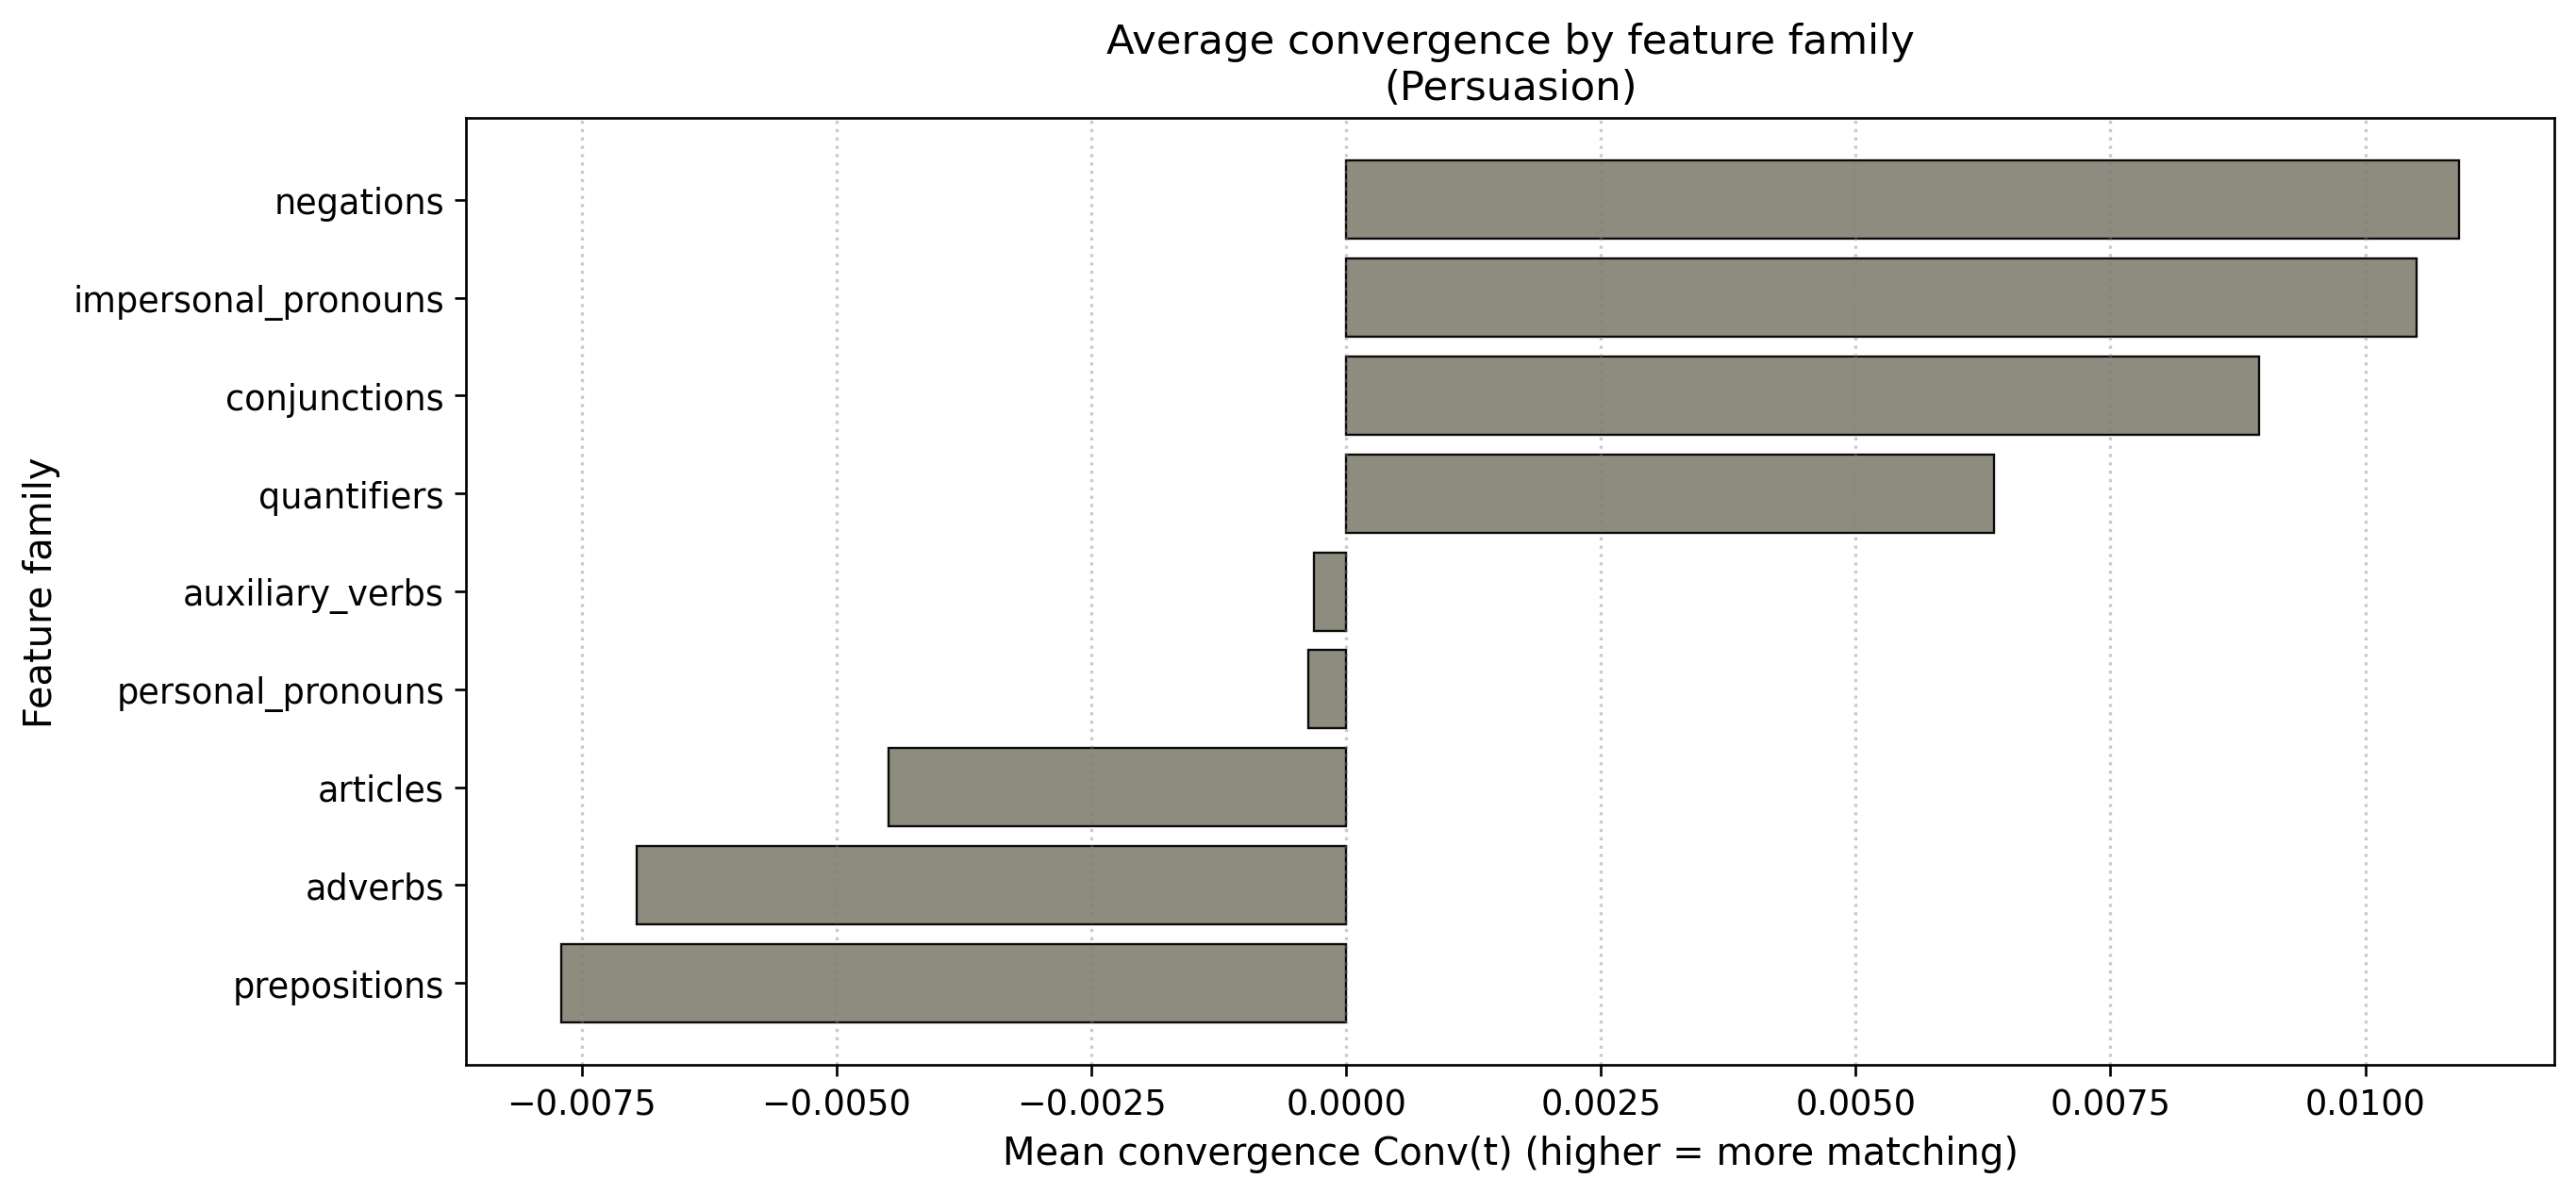 Average convergence by feature family
(Persuasion)
Feature family
negations
impersonal_pronouns
conjunctions
quantifiers
auxiliary_verbs
personal_pronouns
articles
adverbs
prepositions
−0.0075 −0.0050 −0.0025 0.0000 0.0025 0.0050 0.0075 0.0100
Mean convergence Conv(t) (higher = more matching)